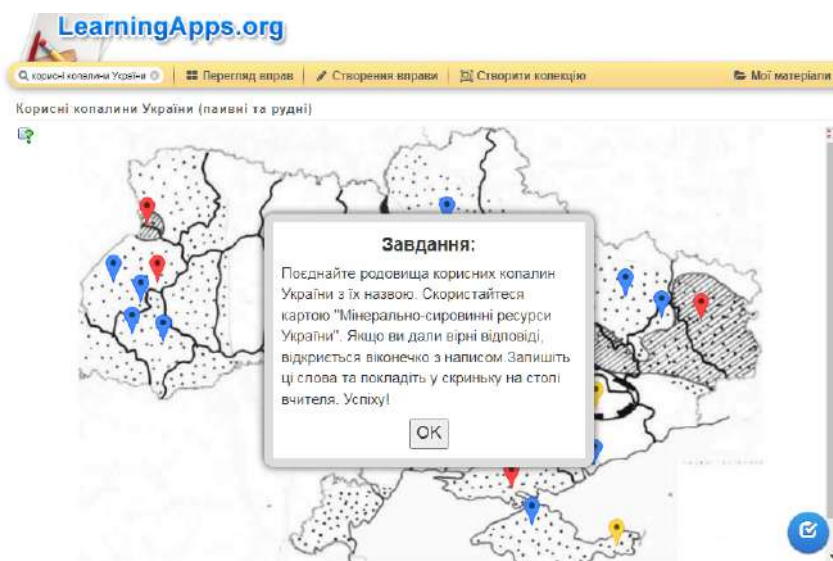 LearningApps.org
корисні копалини України
Перегляд вправ
Створення вправи
Створити колекцію
Мої матеріали
Корисні копалини України (паивні та рудні)
Завдання:
Поєднайте родовища корисних копалин
України з їх назвою. Скористайтеся
картою "Мінерально-сировинні ресурси
України". Якщо ви дали вірні відповіді,
відкриється віконечко з написом.Запишіть
ці слова та покладіть у скриньку на столі
вчителя. Успіху!
OK